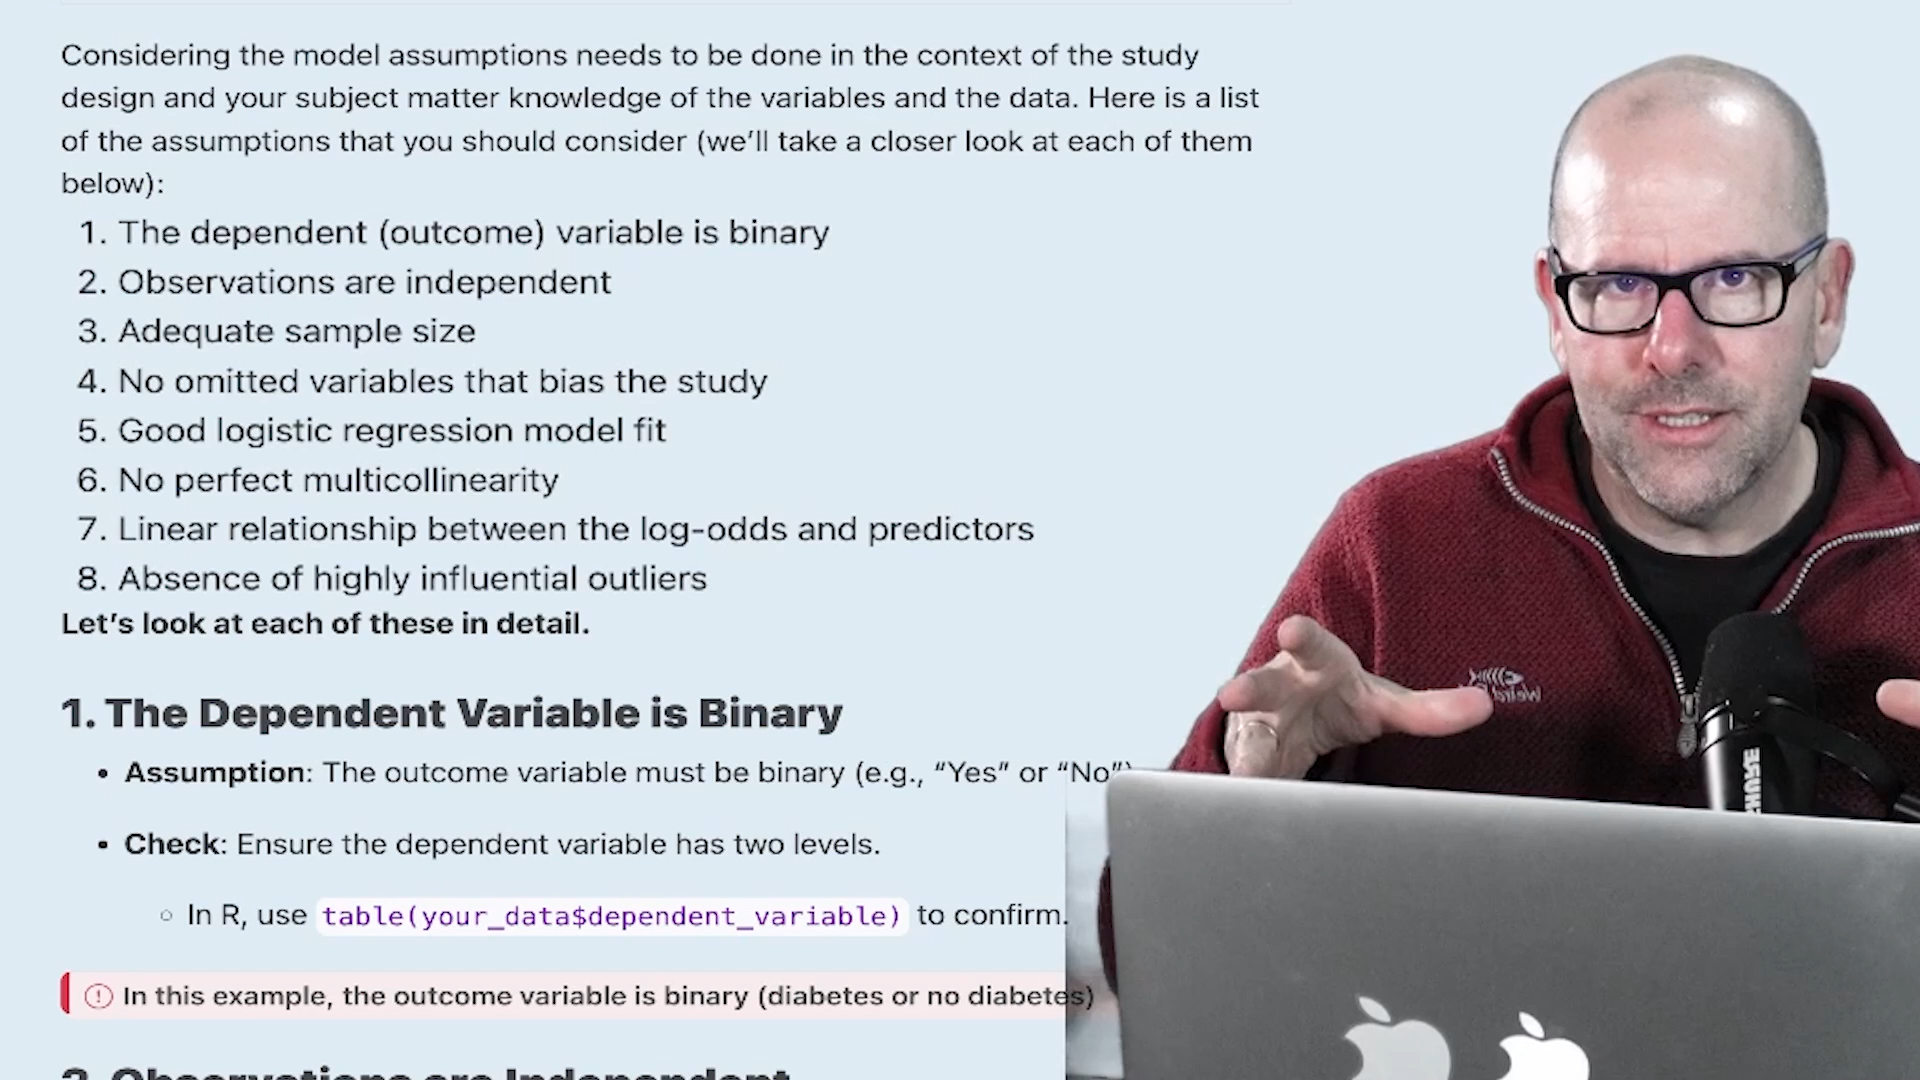 Considering the model assumptions needs to be done in the context of the study
design and your subject matter knowledge of the variables and the data. Here is a list
of the assumptions that you should consider (we’ll take a closer look at each of them
below):
1. The dependent (outcome) variable is binary
2. Observations are independent
3. Adequate sample size
4. No omitted variables that bias the study
5. Good logistic regression model fit
6. No perfect multicollinearity
7. Linear relationship between the log-odds and predictors
8. Absence of highly influential outliers
Let’s look at each of these in detail.
1. The Dependent Variable is Binary
• Assumption: The outcome variable must be binary (e.g., “Yes” or “No”)
• Check: Ensure the dependent variable has two levels.
○ In R, use table(your_data$dependent_variable) to confirm.
In this example, the outcome variable is binary (diabetes or no diabetes)
2. Observations are Independent